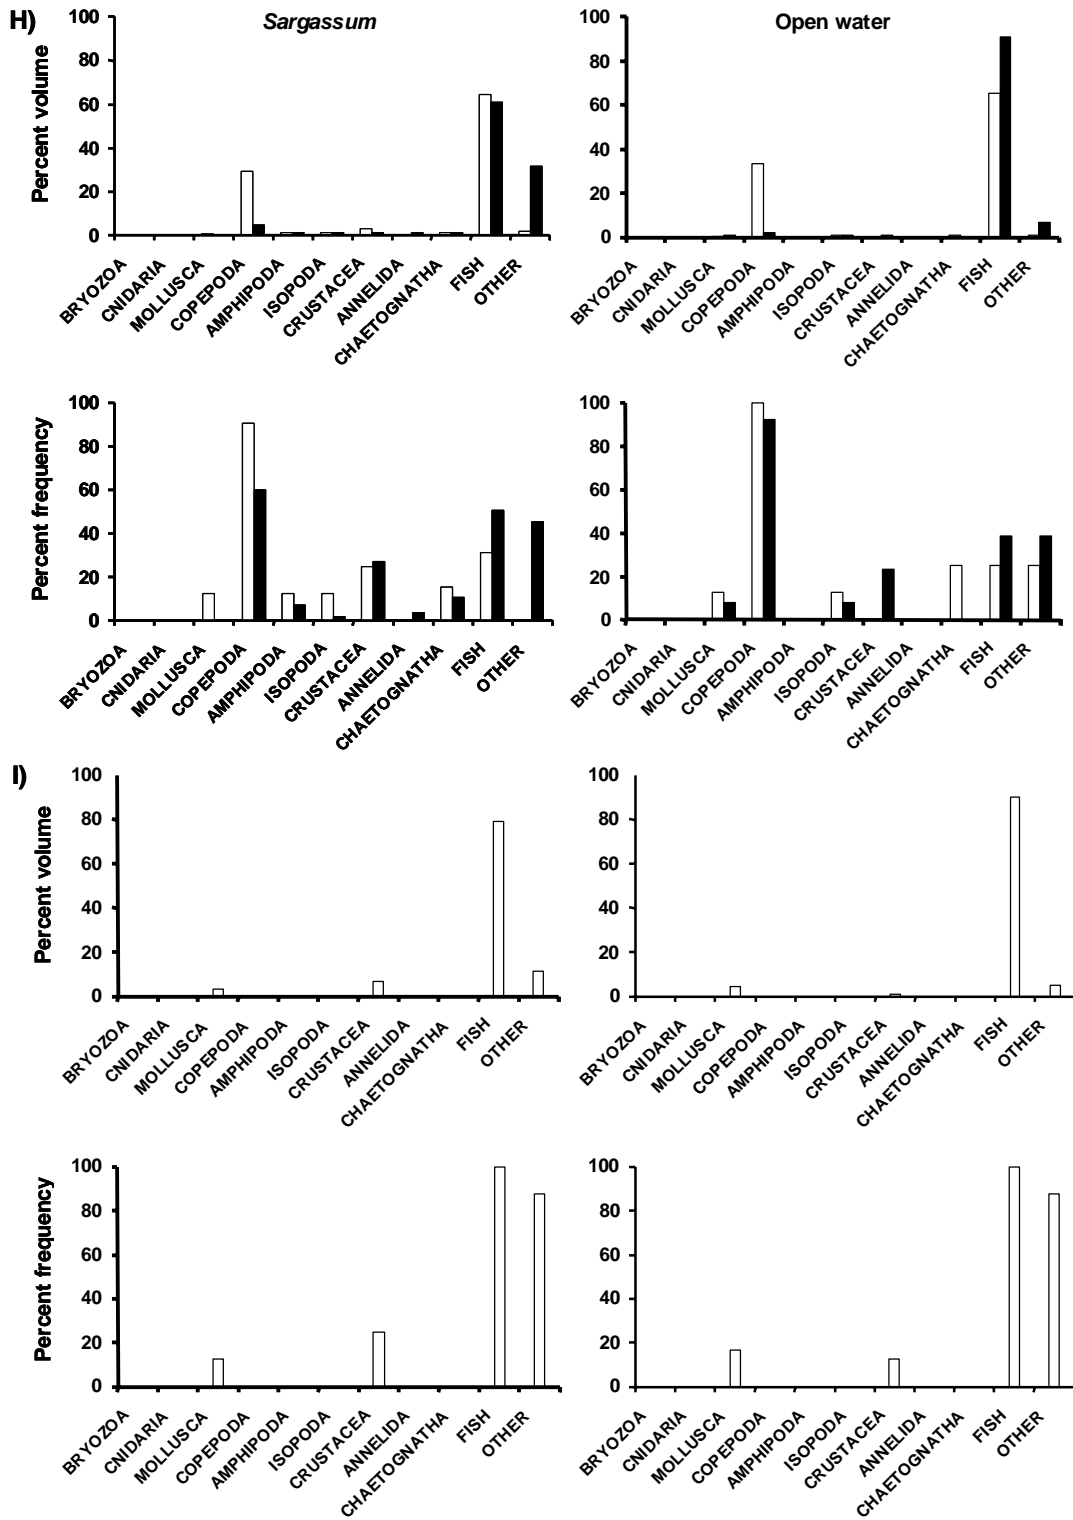 H)
Sargassum
Open water
Percent volume
100
80
60
40
20
0
BRYOZOA
CNIDARIA
MOLLUSCA
COPEPODA
AMPHIPODA
ISOPODA
CRUSTACEA
ANNELIDA
CHAETOGNATHA
FISH
OTHER
100
80
60
40
20
0
BRYOZOA
CNIDARIA
MOLLUSCA
COPEPODA
AMPHIPODA
ISOPODA
CRUSTACEA
ANNELIDA
CHAETOGNATHA
FISH
OTHER
Percent frequency
100
80
60
40
20
0
BRYOZOA
CNIDARIA
MOLLUSCA
COPEPODA
AMPHIPODA
ISOPODA
CRUSTACEA
ANNELIDA
CHAETOGNATHA
FISH
OTHER
100
80
60
40
20
0
BRYOZOA
CNIDARIA
MOLLUSCA
COPEPODA
AMPHIPODA
ISOPODA
CRUSTACEA
ANNELIDA
CHAETOGNATHA
FISH
OTHER
I)
Percent volume
100
80
60
40
20
0
BRYOZOA
CNIDARIA
MOLLUSCA
COPEPODA
AMPHIPODA
ISOPODA
CRUSTACEA
ANNELIDA
CHAETOGNATHA
FISH
OTHER
100
80
60
40
20
0
BRYOZOA
CNIDARIA
MOLLUSCA
COPEPODA
AMPHIPODA
ISOPODA
CRUSTACEA
ANNELIDA
CHAETOGNATHA
FISH
OTHER
Percent frequency
100
80
60
40
20
0
BRYOZOA
CNIDARIA
MOLLUSCA
COPEPODA
AMPHIPODA
ISOPODA
CRUSTACEA
ANNELIDA
CHAETOGNATHA
FISH
OTHER
100
80
60
40
20
0
BRYOZOA
CNIDARIA
MOLLUSCA
COPEPODA
AMPHIPODA
ISOPODA
CRUSTACEA
ANNELIDA
CHAETOGNATHA
FISH
OTHER